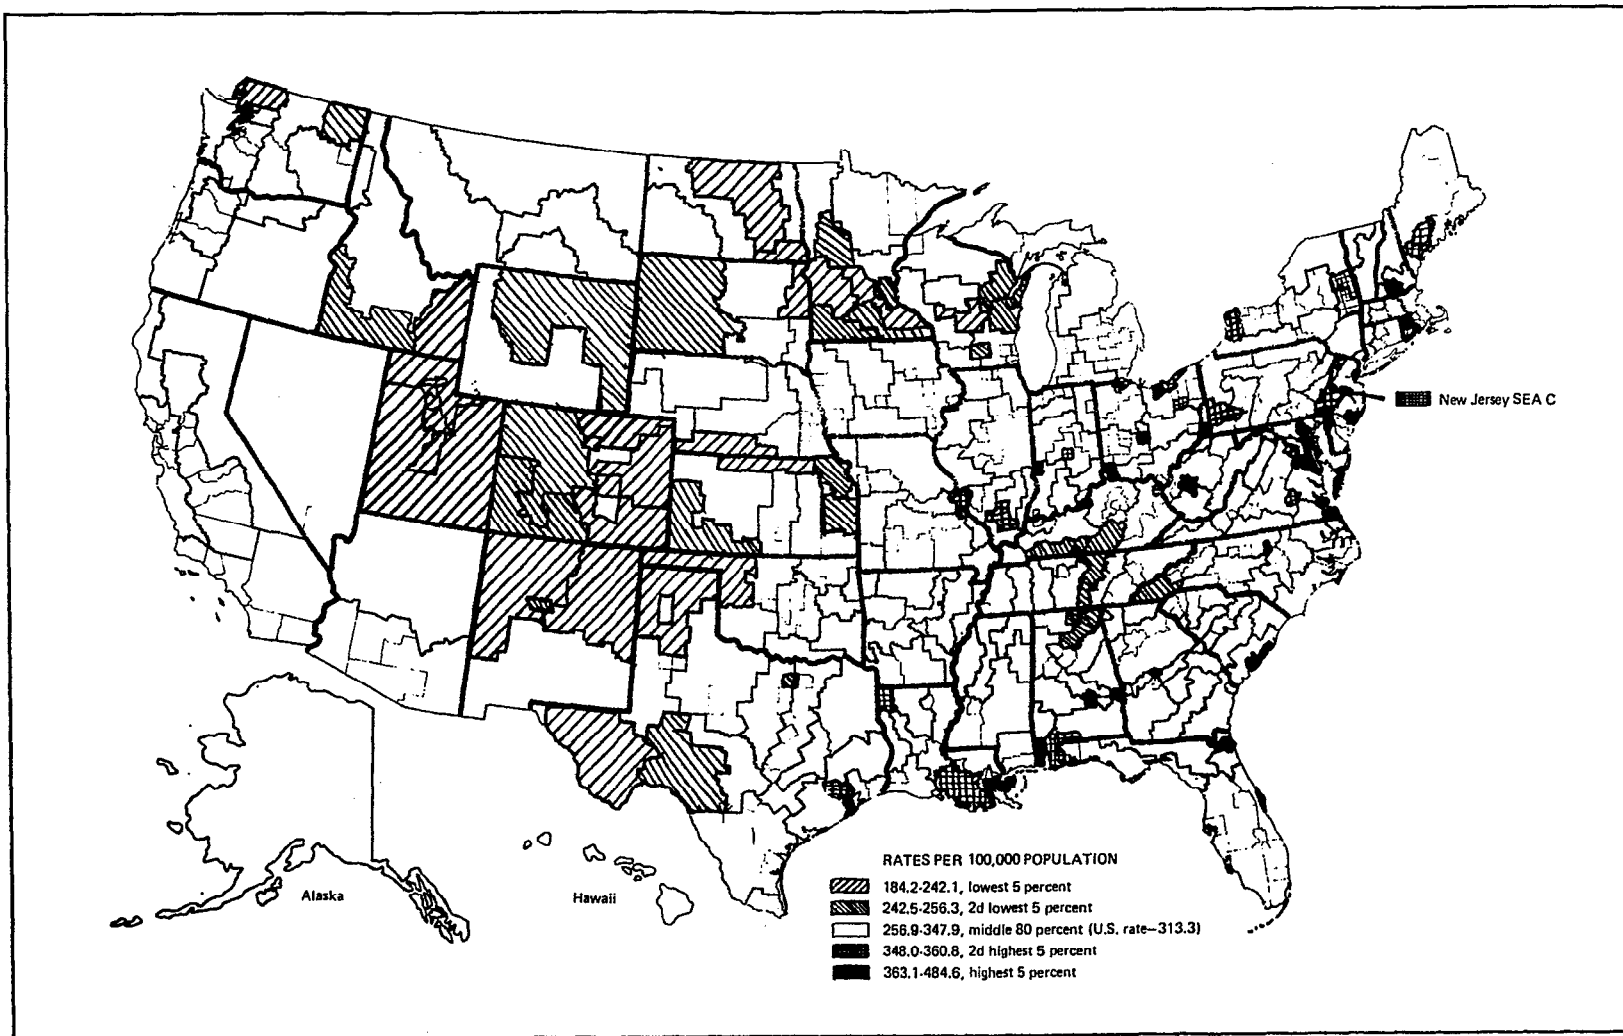 New Jersey SEA C
Alaska
Hawaii
RATES PER 100,000 POPULATION
184.2-242.1, lowest 5 percent
242.5-256.3, 2d lowest 5 percent
256.9-347.9, middle 80 percent (U.S. rate—313.3)
348.0-360.8, 2d highest 5 percent
363.1-484.6, highest 5 percent